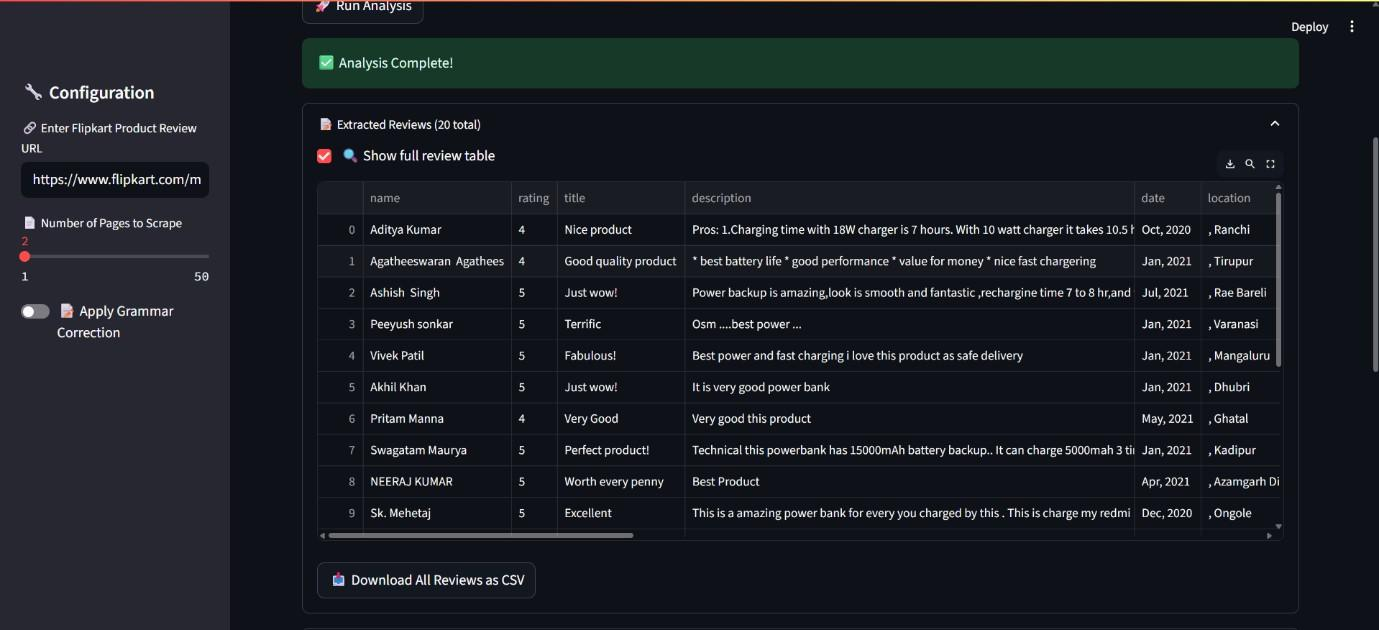 Run Analysis
Deploy
Analysis Complete!
Configuration
Enter Flipkart Product Review
URL
https://www.flipkart.com/m
Number of Pages to Scrape
2
1 50
Apply Grammar
Correction
Extracted Reviews (20 total)
Show full review table
name rating title description date location
0 Aditya Kumar 4 Nice product Pros: 1.Charging time with 18W charger is 7 hours. With 10 watt charger it takes 10.5 h Oct, 2020 , Ranchi
1 Agatheeswaran Agathees 4 Good quality product * best battery life * good performance * value for money * nice fast chargering Jan, 2021 , Tirupur
2 Ashish Singh 5 Just wow! Power backup is amazing,look is smooth and fantastic ,rechargine time 7 to 8 hr,and Jul, 2021 , Rae Bareli
3 Peeyush sonkar 5 Terrific Osm ....best power ... Jan, 2021 , Varanasi
4 Vivek Patil 5 Fabulous! Best power and fast charging i love this product as safe delivery Jan, 2021 , Mangaluru
5 Akhil Khan 5 Just wow! It is very good power bank Jan, 2021 , Dhubri
6 Pritam Manna 4 Very Good Very good this product May, 2021 , Ghatal
7 Swagatam Maurya 5 Perfect product! Technical this powerbank has 15000mAh battery backup.. It can charge 5000mah 3 ti Jan, 2021 , Kadipur
8 NEERAJ KUMAR 5 Worth every penny Best Product Apr, 2021 , Azamgarh Di
9 Sk. Mehetaj 5 Excellent This is a amazing power bank for every you charged by this . This is charge my redmi Dec, 2020 , Ongole
Download All Reviews as CSV